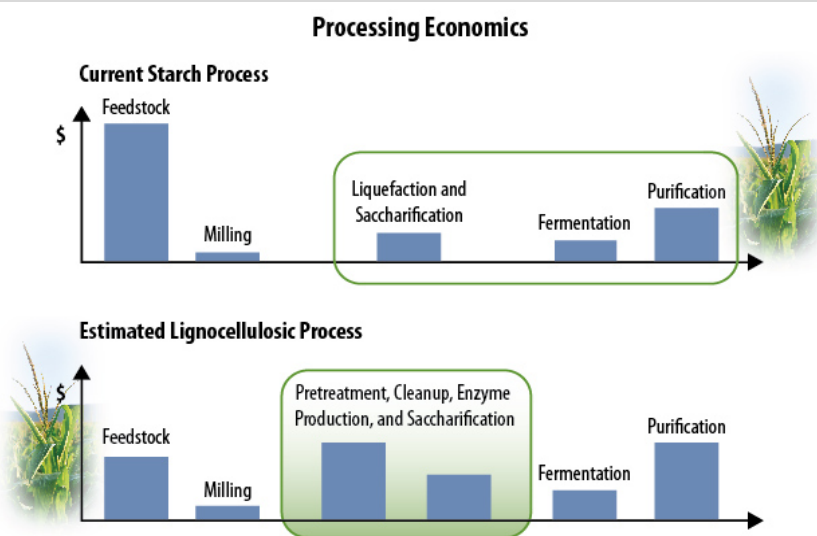 Processing Economics
Current Starch Process
Feedstock
$
Milling
Liquefaction and
Saccharification
Fermentation
Purification
Estimated Lignocellulosic Process
$
Feedstock
Milling
Pretreatment, Cleanup, Enzyme
Production, and Saccharification
Fermentation
Purification